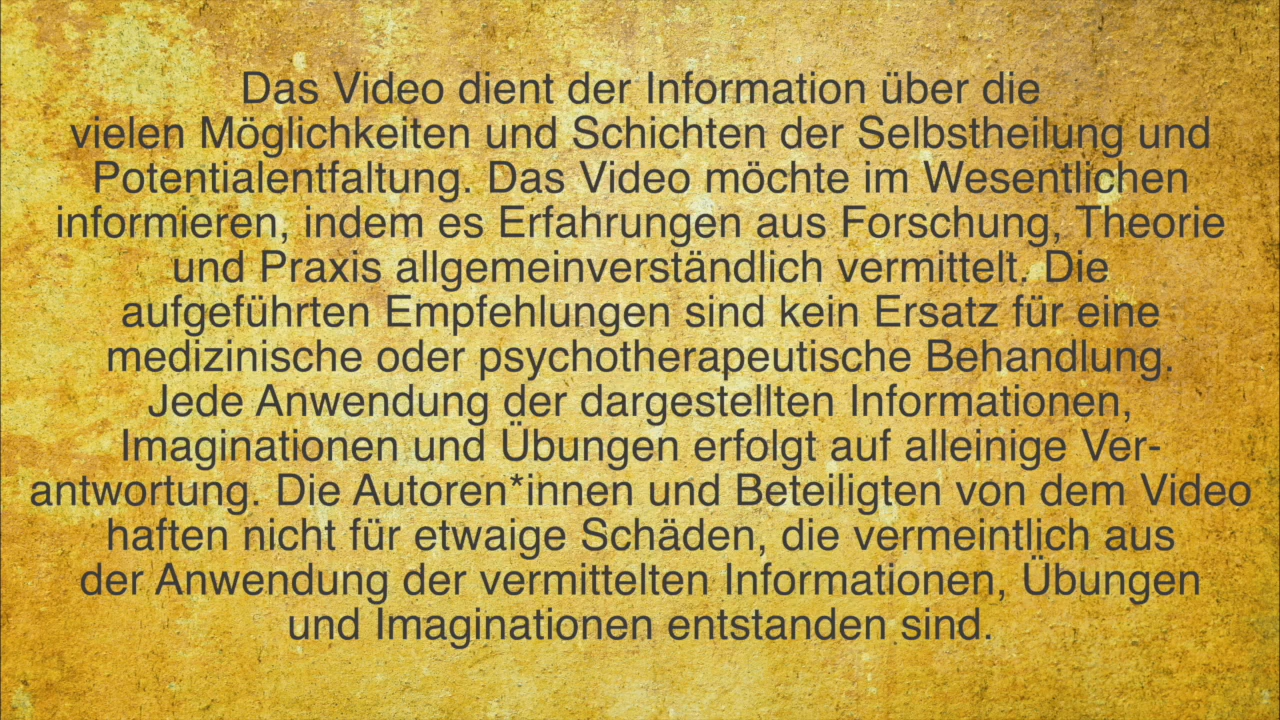 Das Video dient der Information über die
vielen Möglichkeiten und Schichten der Selbstheilung und
Potentialentfaltung. Das Video möchte im Wesentlichen
informieren, indem es Erfahrungen aus Forschung, Theorie
und Praxis allgemeinverständlich vermittelt. Die
aufgeführten Empfehlungen sind kein Ersatz für eine
medizinische oder psychotherapeutische Behandlung.
Jede Anwendung der dargestellten Informationen,
Imaginationen und Übungen erfolgt auf alleinige Ver-
antwortung. Die Autoren*innen und Beteiligten von dem Video
haften nicht für etwaige Schäden, die vermeintlich aus
der Anwendung der vermittelten Informationen, Übungen
und Imaginationen entstanden sind.